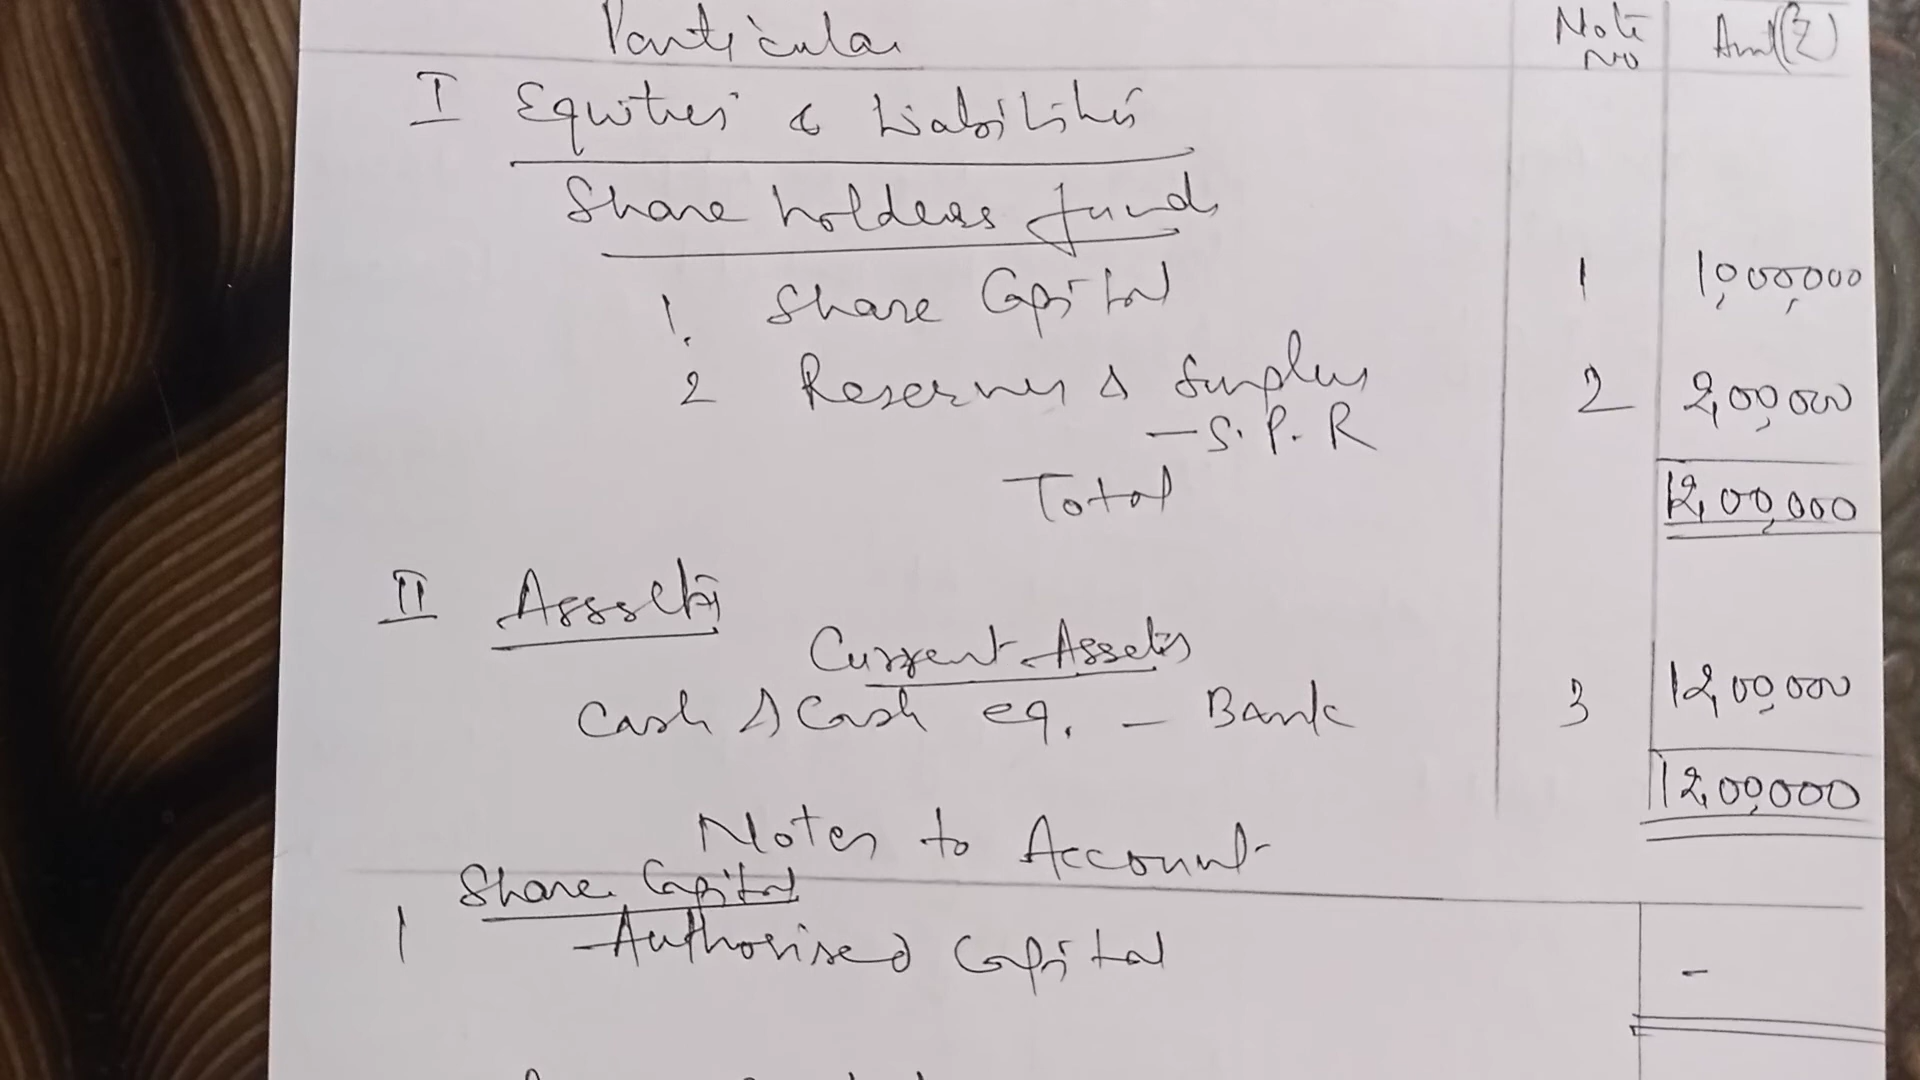 Particular Note No Amt(₹)
I Equities & Liabilities
Share holders fund
1. Share Capital 1 10,00,000
2 Reserves & Surplus 2 2,00,000
- S. P. R
Total 12,00,000
II Asssets
Current Assets
Cash & Cash eq. - Bank 3 12,00,000
12,00,000
Notes to Account
Share Capital
1 - Authorised Capital -